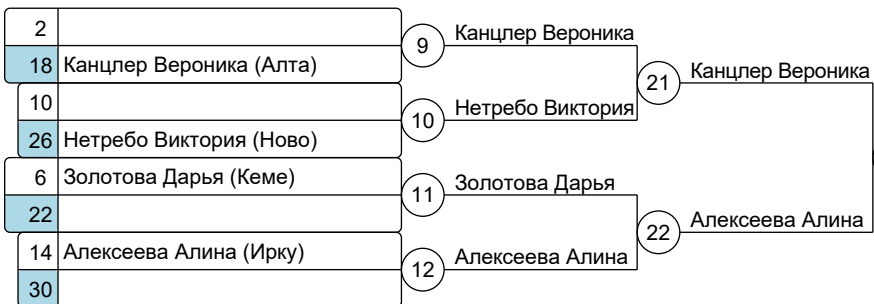 2
18 Канцлер Вероника (Алта)
10
26 Нетребо Виктория (Ново)
6 Золотова Дарья (Кеме)
22
14 Алексеева Алина (Ирку)
30
9
10
11
12
Канцлер Вероника
Нетребо Виктория
Золотова Дарья
Алексеева Алина
21
22
Канцлер Вероника
Алексеева Алина